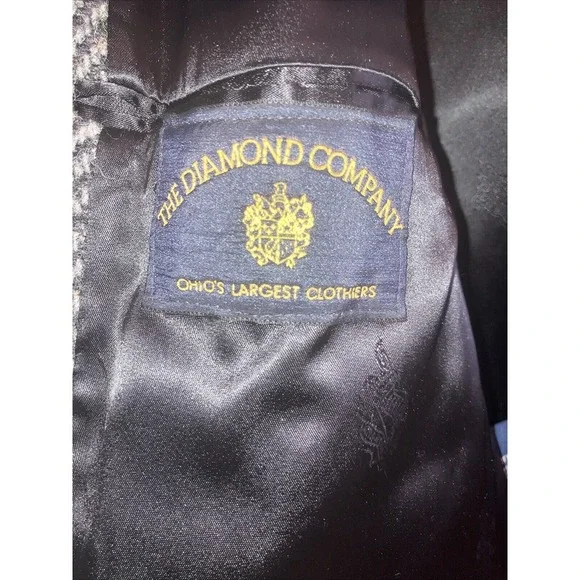 THE DIAMOND COMPANY
OHIO'S LARGEST CLOTHIERS